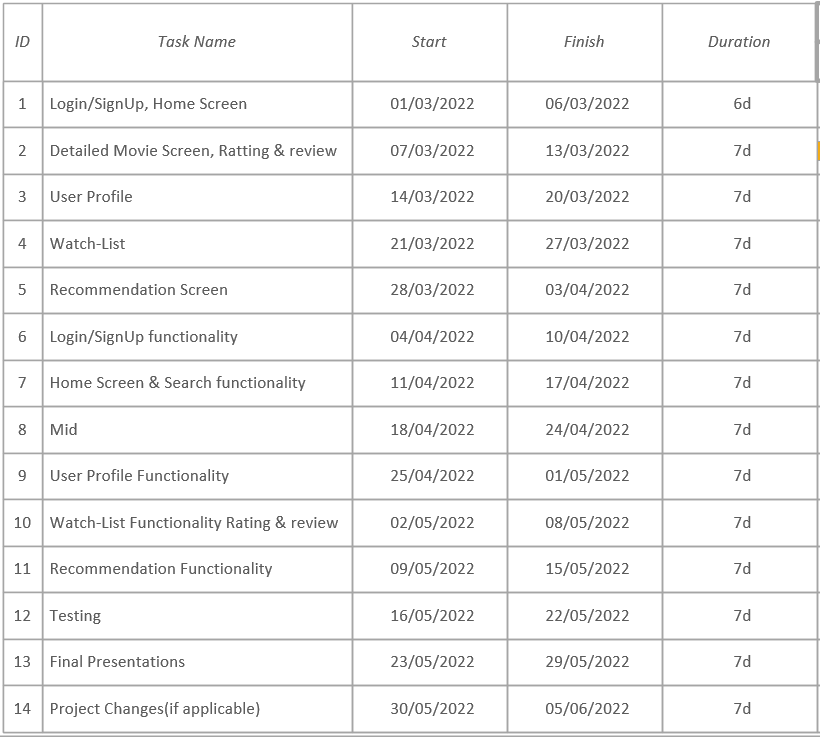 ID Task Name Start Finish Duration
1 Login/SignUp, Home Screen 01/03/2022 06/03/2022 6d
2 Detailed Movie Screen, Ratting & review 07/03/2022 13/03/2022 7d
3 User Profile 14/03/2022 20/03/2022 7d
4 Watch-List 21/03/2022 27/03/2022 7d
5 Recommendation Screen 28/03/2022 03/04/2022 7d
6 Login/SignUp functionality 04/04/2022 10/04/2022 7d
7 Home Screen & Search functionality 11/04/2022 17/04/2022 7d
8 Mid 18/04/2022 24/04/2022 7d
9 User Profile Functionality 25/04/2022 01/05/2022 7d
10 Watch-List Functionality Rating & review 02/05/2022 08/05/2022 7d
11 Recommendation Functionality 09/05/2022 15/05/2022 7d
12 Testing 16/05/2022 22/05/2022 7d
13 Final Presentations 23/05/2022 29/05/2022 7d
14 Project Changes(if applicable) 30/05/2022 05/06/2022 7d